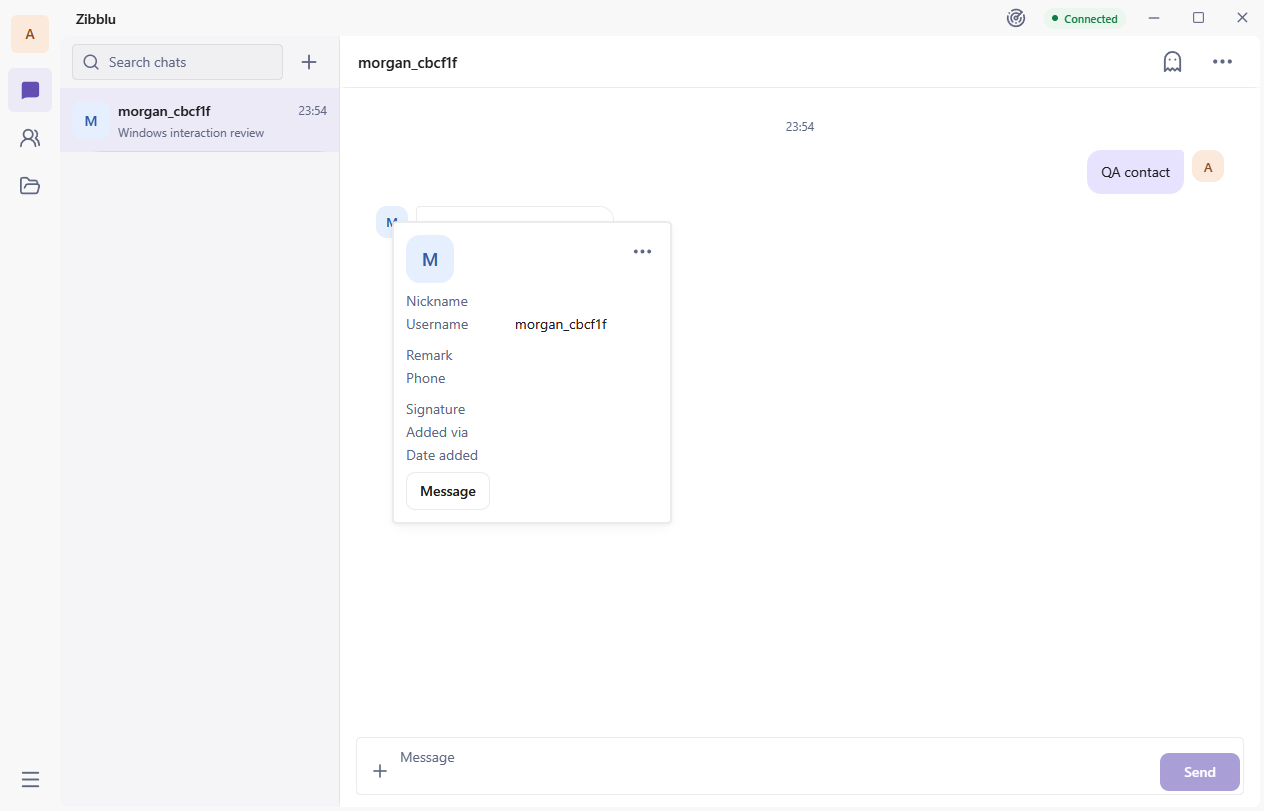 A
Zibblu
Connected
Search chats
M
morgan_cbcf1f
23:54
Windows interaction review
morgan_cbcf1f
23:54
QA contact
A
M
M
Nickname
Username morgan_cbcf1f
Remark
Phone
Signature
Added via
Date added
Message
Message
Send